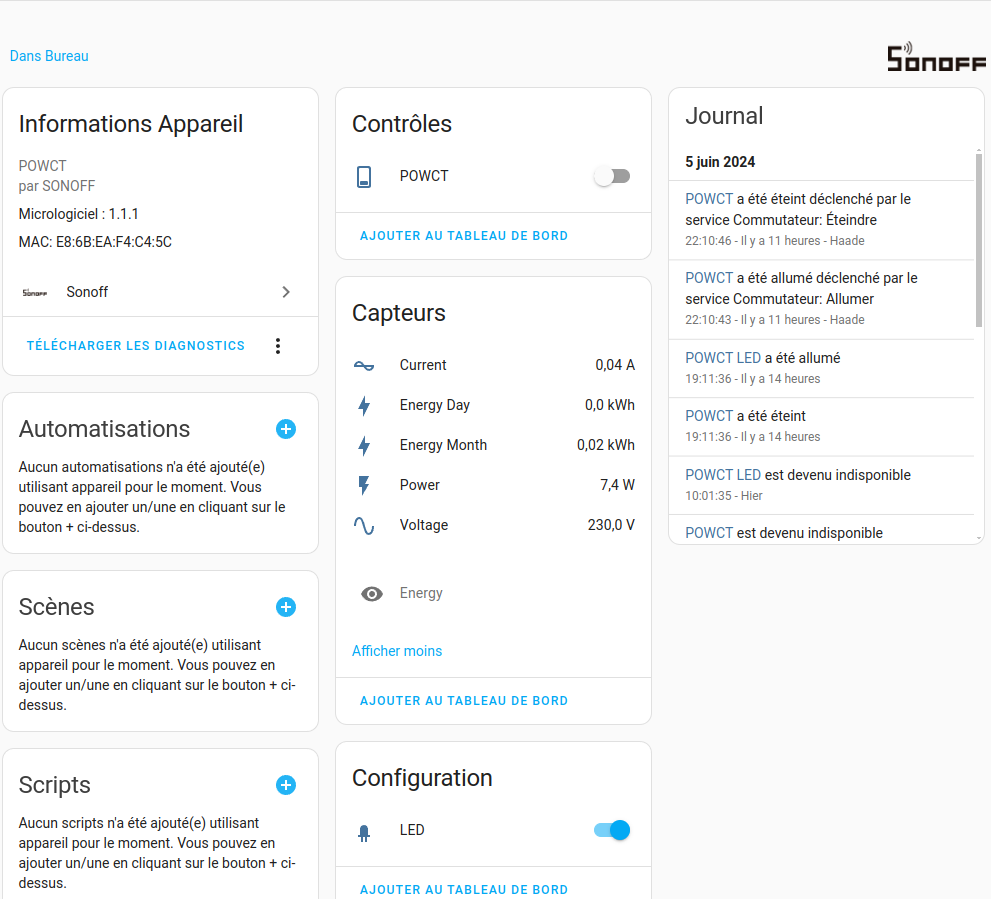 Dans Bureau
SONOFF
Informations Appareil
POWCT
par SONOFF
Micrologiciel : 1.1.1
MAC: E8:6B:EA:F4:C4:5C
SONOFF
Sonoff
TÉLÉCHARGER LES DIAGNOSTICS
Automatisations
Aucun automatisations n'a été ajouté(e)
utilisant appareil pour le moment. Vous
pouvez en ajouter un/une en cliquant sur le
bouton + ci-dessus.
Scènes
Aucun scènes n'a été ajouté(e) utilisant
appareil pour le moment. Vous pouvez en
ajouter un/une en cliquant sur le bouton + ci-
dessus.
Scripts
Aucun scripts n'a été ajouté(e) utilisant
appareil pour le moment. Vous pouvez en
ajouter un/une en cliquant sur le bouton + ci-
dessus.
Contrôles
POWCT
AJOUTER AU TABLEAU DE BORD
Capteurs
Current 0,04 A
Energy Day 0,0 kWh
Energy Month 0,02 kWh
Power 7,4 W
Voltage 230,0 V
Energy
Afficher moins
AJOUTER AU TABLEAU DE BORD
Configuration
LED
AJOUTER AU TABLEAU DE BORD
Journal
5 juin 2024
POWCT a été éteint déclenché par le
service Commutateur: Éteindre
22:10:46 - Il y a 11 heures - Haade
POWCT a été allumé déclenché par le
service Commutateur: Allumer
22:10:43 - Il y a 11 heures - Haade
POWCT LED a été allumé
19:11:36 - Il y a 14 heures
POWCT a été éteint
19:11:36 - Il y a 14 heures
POWCT LED est devenu indisponible
10:01:35 - Hier
POWCT est devenu indisponible